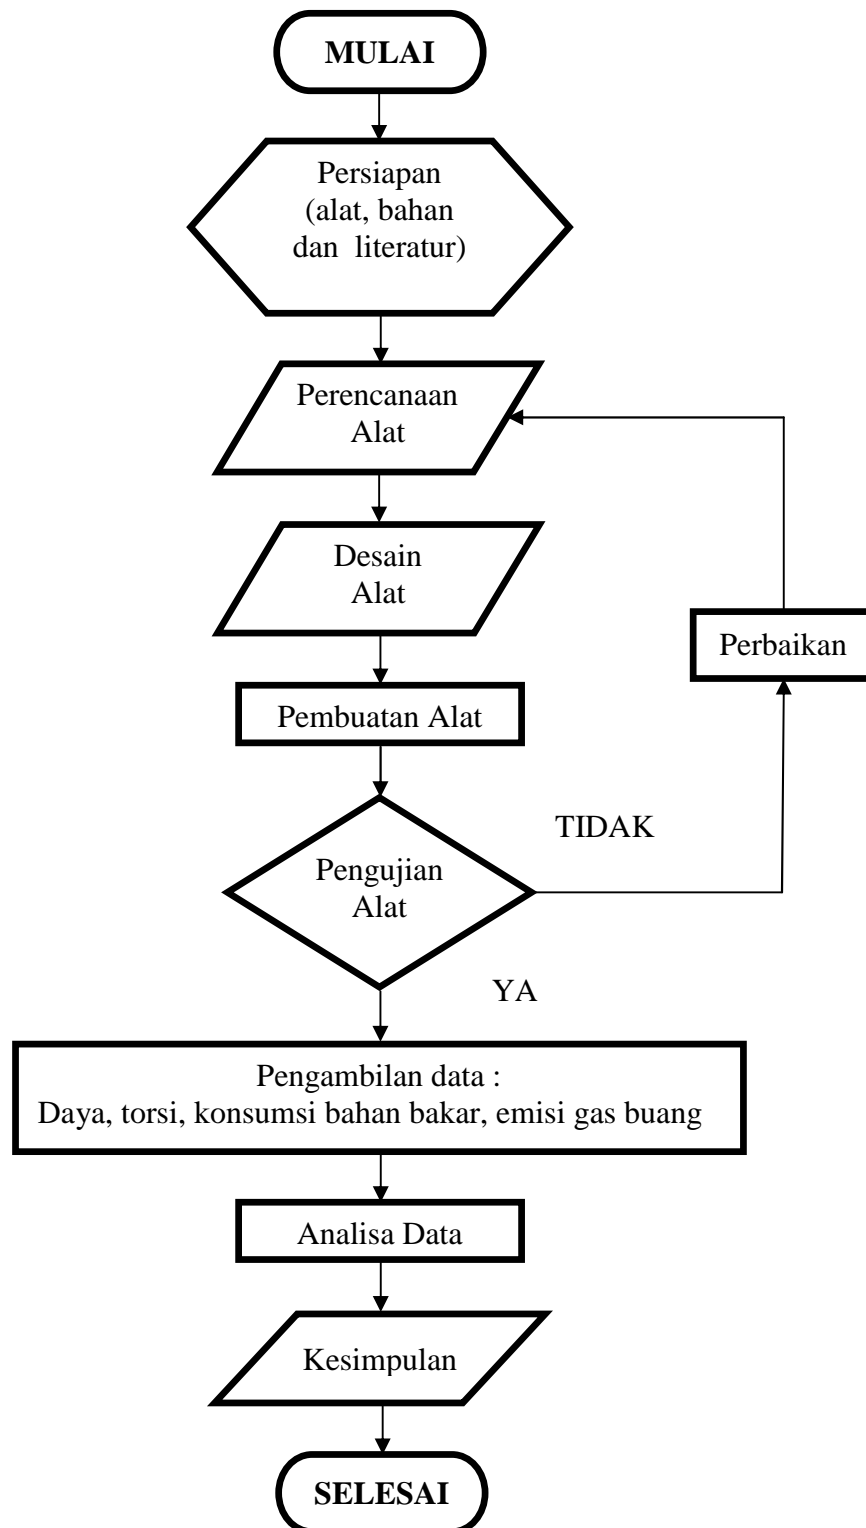 MULAI
Persiapan
(alat, bahan
dan literatur)
Perencanaan
Alat
Desain
Alat
Perbaikan
Pembuatan Alat
TIDAK
Pengujian
Alat
YA
Pengambilan data :
Daya, torsi, konsumsi bahan bakar, emisi gas buang
Analisa Data
Kesimpulan
SELESAI